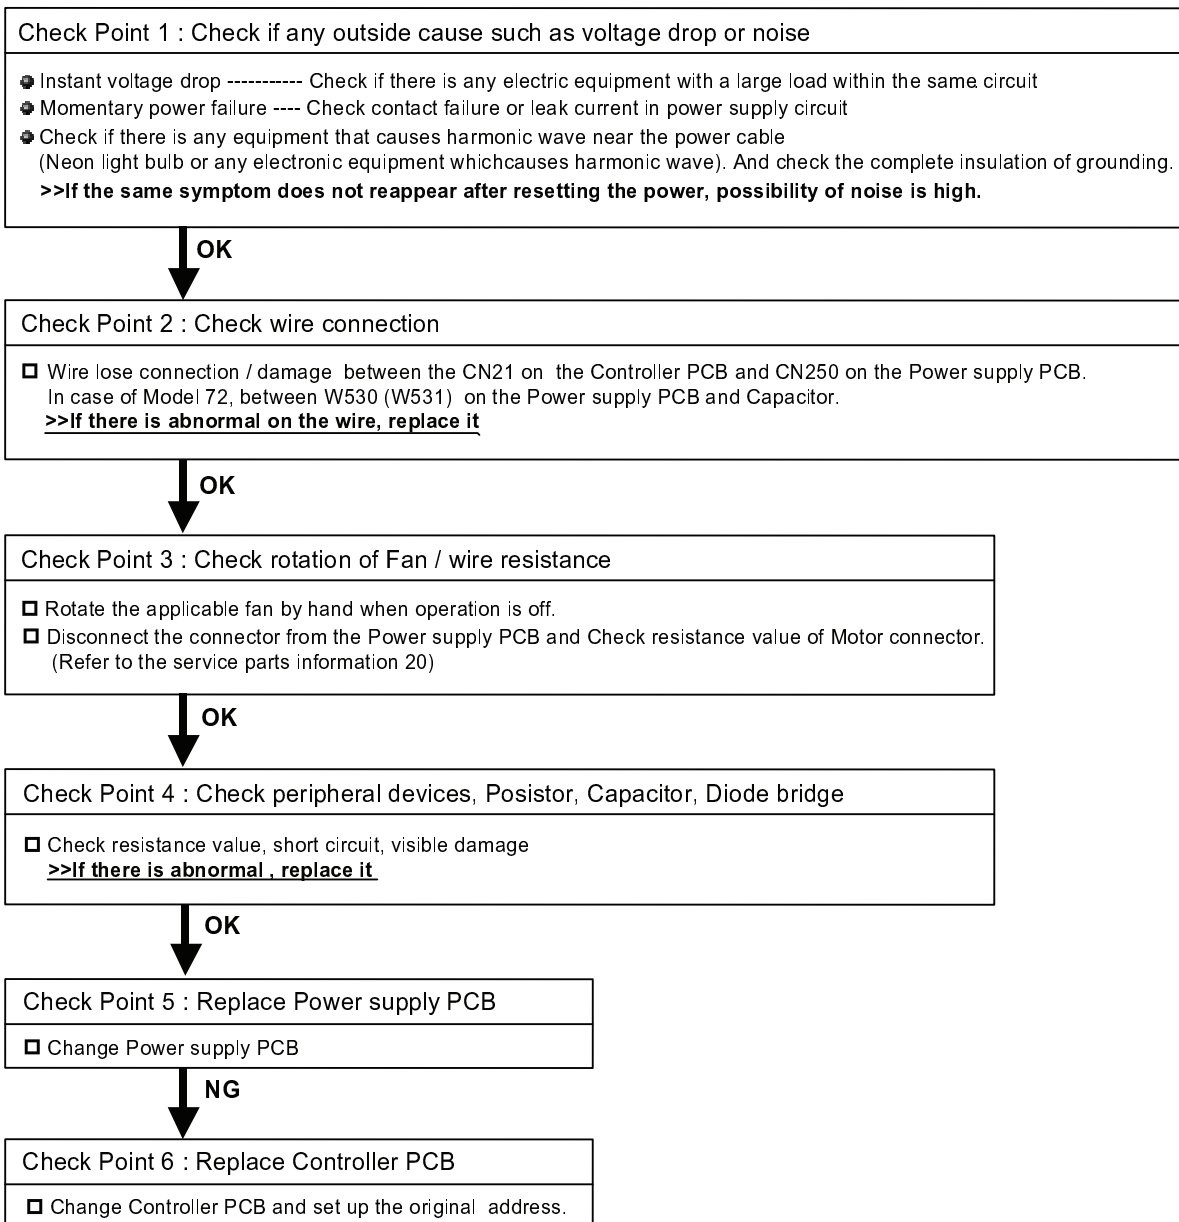 Check Point 1 : Check if any outside cause such as voltage drop or noise
Instant voltage drop ----------- Check if there is any electric equipment with a large load within the same circuit
Momentary power failure ---- Check contact failure or leak current in power supply circuit
Check if there is any equipment that causes harmonic wave near the power cable
(Neon light bulb or any electronic equipment whichcauses harmonic wave). And check the complete insulation of grounding.
>>If the same symptom does not reappear after resetting the power, possibility of noise is high.
OK
Check Point 2 : Check wire connection
Wire lose connection / damage between the CN21 on the Controller PCB and CN250 on the Power supply PCB.
In case of Model 72, between W530 (W531) on the Power supply PCB and Capacitor.
>>If there is abnormal on the wire, replace it
OK
Check Point 3 : Check rotation of Fan / wire resistance
Rotate the applicable fan by hand when operation is off.
Disconnect the connector from the Power supply PCB and Check resistance value of Motor connector.
(Refer to the service parts information 20)
OK
Check Point 4 : Check peripheral devices, Posistor, Capacitor, Diode bridge
Check resistance value, short circuit, visible damage
>>If there is abnormal , replace it
OK
Check Point 5 : Replace Power supply PCB
Change Power supply PCB
NG
Check Point 6 : Replace Controller PCB
Change Controller PCB and set up the original address.